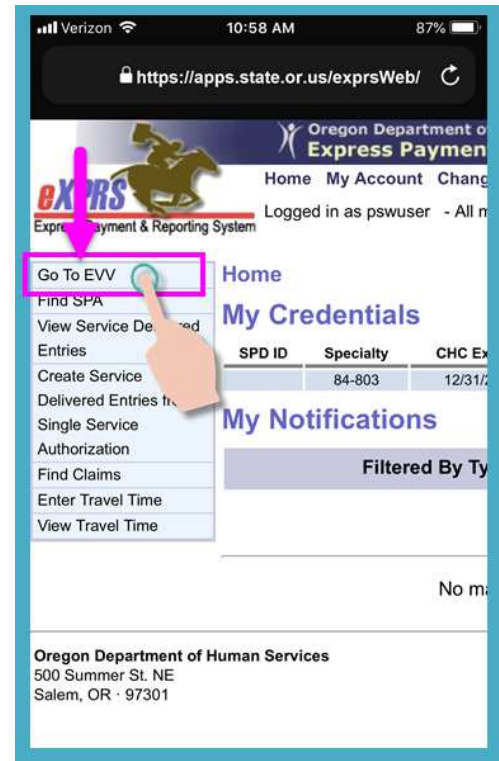 Verizon 10:58 AM 87%
https://apps.state.or.us/exprsWeb/
Oregon Department o
Express Paymen
Home My Account Chang
Logged in as pswuser - All m
eXPRS
Express Payment & Reporting System
Go To EVV
Find SPA
View Service De red
Entries
Create Service
Delivered Entries fr
Single Service
Authorization
Find Claims
Enter Travel Time
View Travel Time
Home
My Credentials
SPD ID Specialty CHC Ex
84-803 12/31/2
My Notifications
Filtered By Ty
No ma
Oregon Department of Human Services
500 Summer St. NE
Salem, OR · 97301